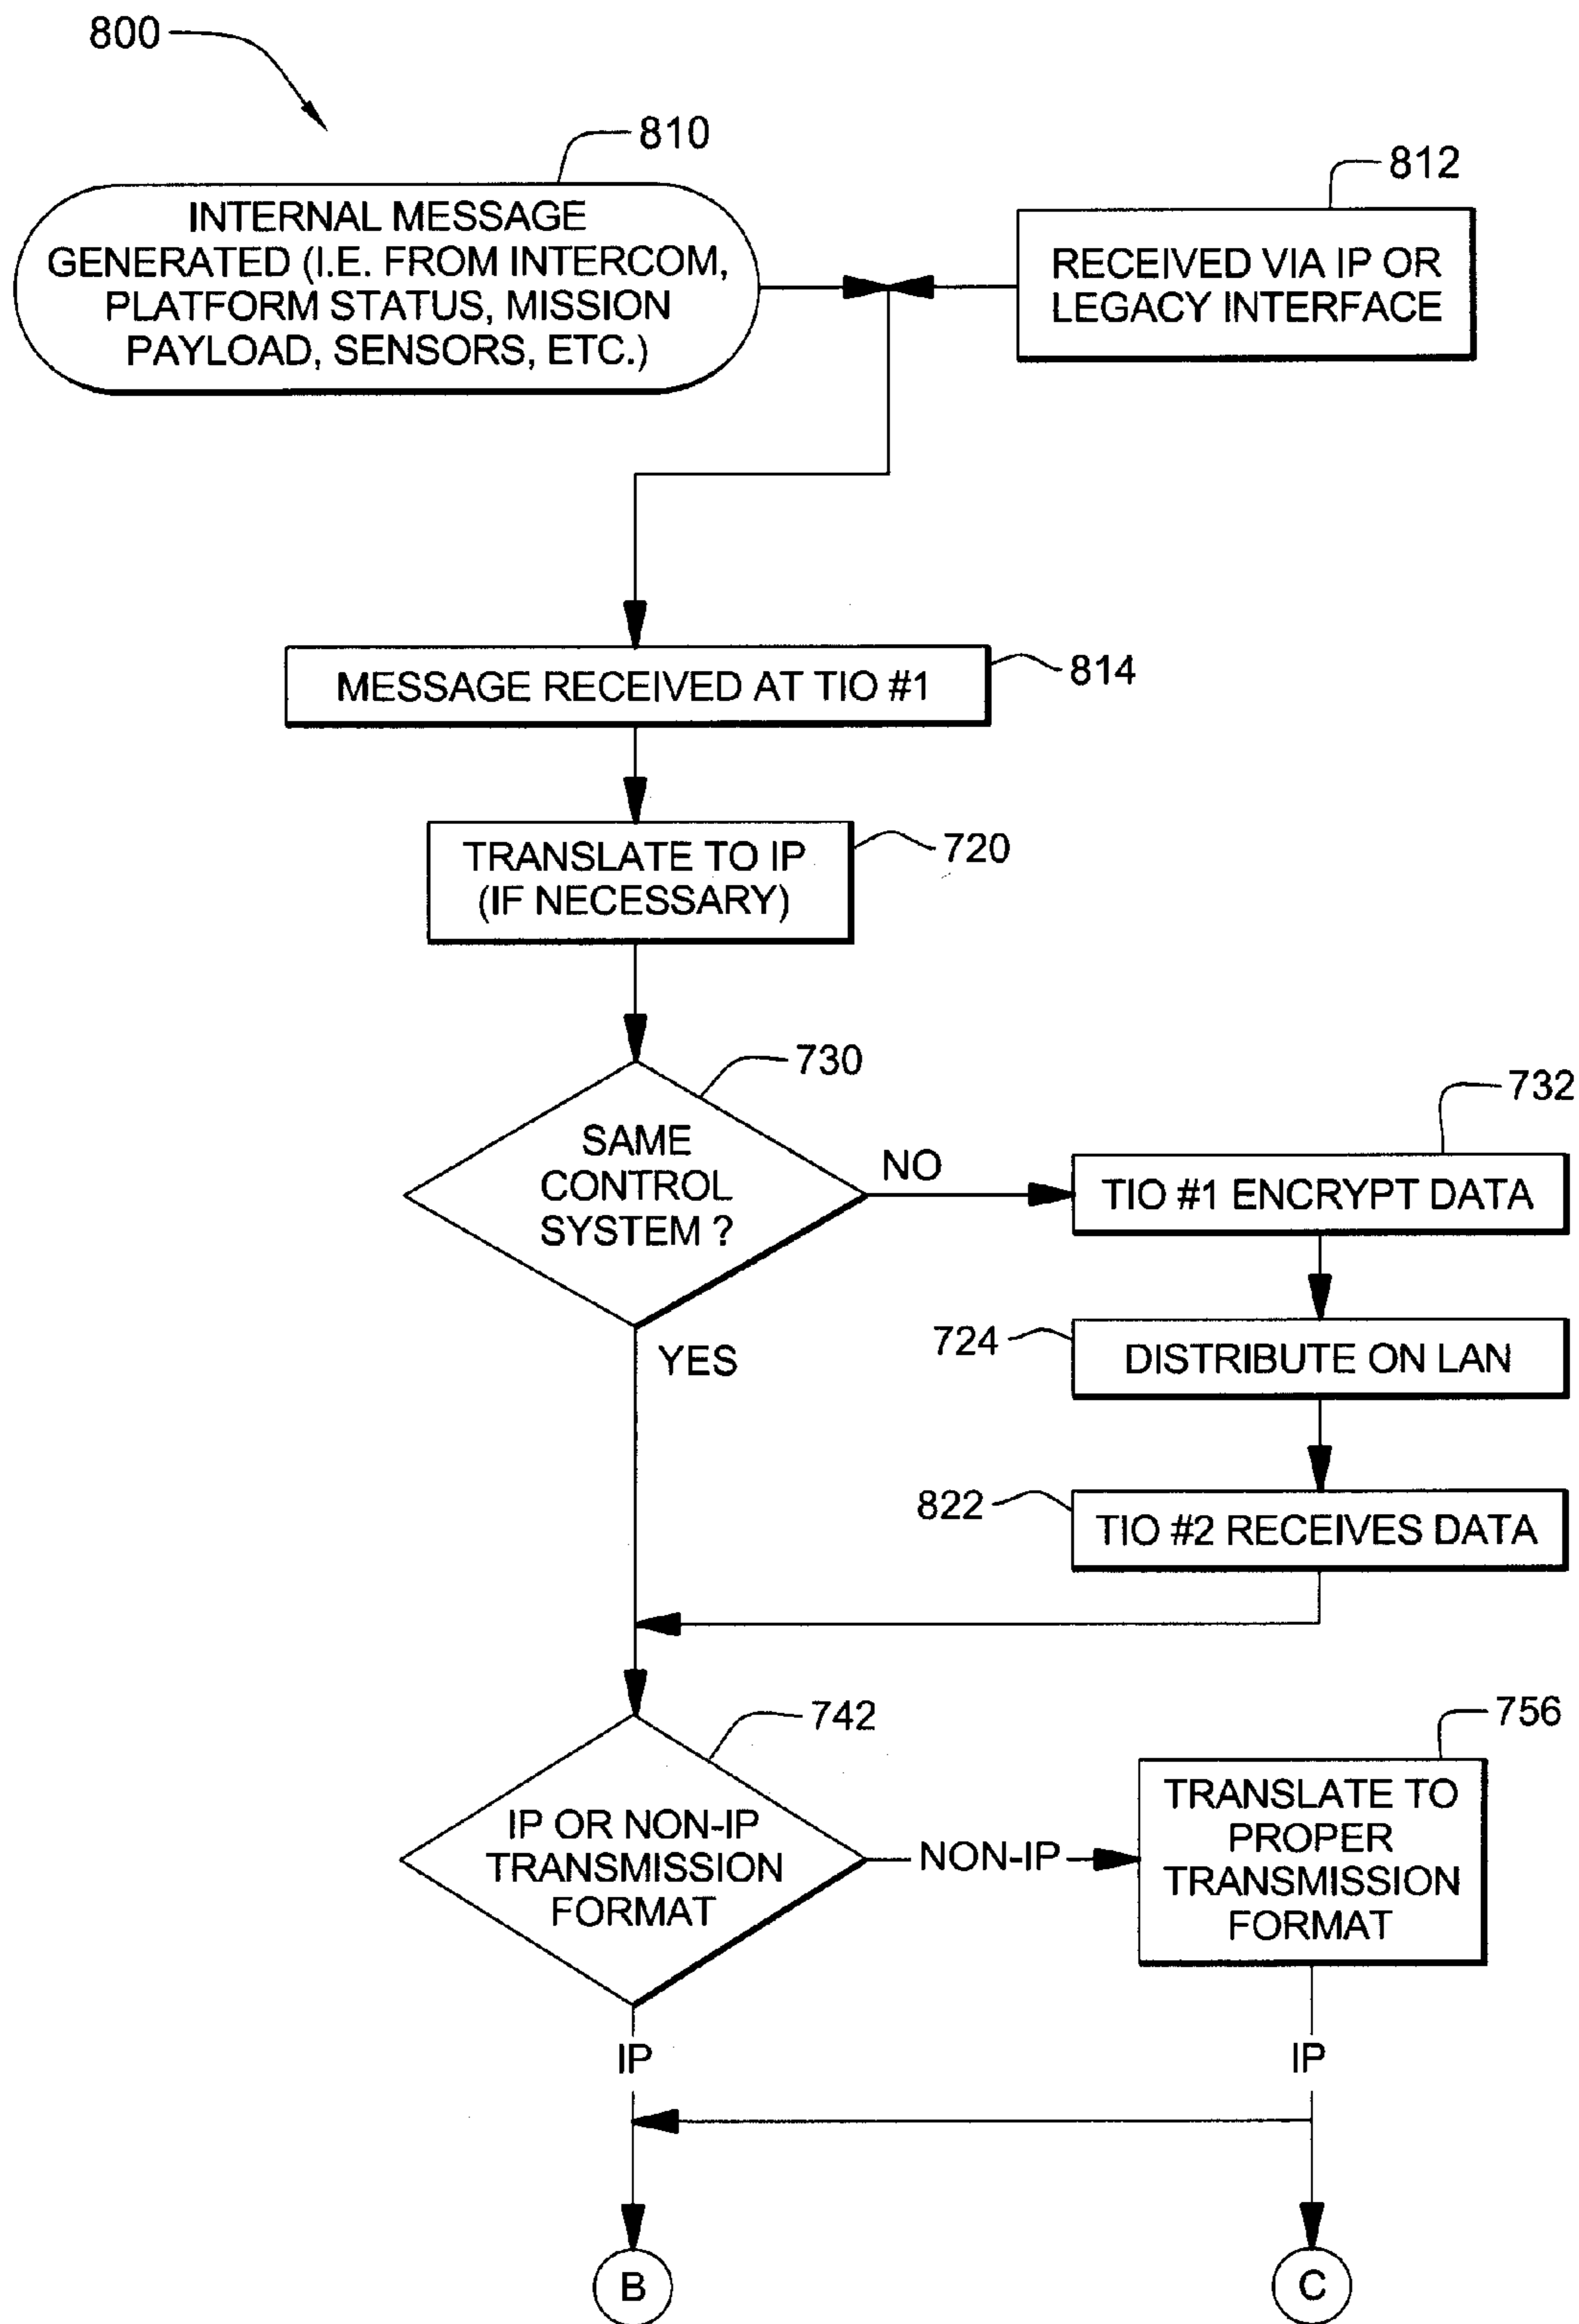 800
810
INTERNAL MESSAGE
GENERATED (I.E. FROM INTERCOM,
PLATFORM STATUS, MISSION
PAYLOAD, SENSORS, ETC.)
812
RECEIVED VIA IP OR
LEGACY INTERFACE
MESSAGE RECEIVED AT TIO #1
814
TRANSLATE TO IP
(IF NECESSARY)
720
730
SAME
CONTROL
SYSTEM ?
NO
YES
732
TIO #1 ENCRYPT DATA
724
DISTRIBUTE ON LAN
822
TIO #2 RECEIVES DATA
742
IP OR NON-IP
TRANSMISSION
FORMAT
NON-IP
756
TRANSLATE TO
PROPER
TRANSMISSION
FORMAT
IP
IP
B
C